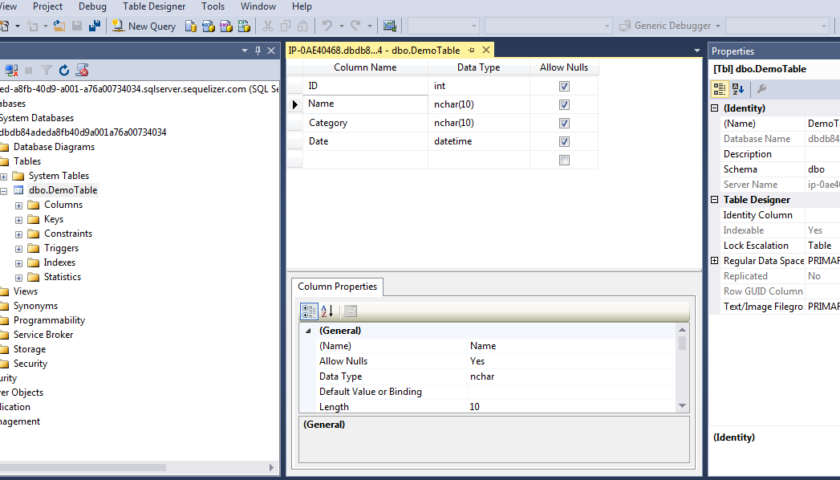 View Project Debug Table Designer Tools Window Help
New Query Generic Debugger
IP-0AE40468.dbdb8...4 - dbo.DemoTable
Column Name Data Type Allow Nulls
ID int
Name nchar(10)
Category nchar(10)
Date datetime
Column Properties
(General)
(Name) Name
Allow Nulls Yes
Data Type nchar
Default Value or Binding
Length 10
(General)
ed-a8fb-40d9-a001-a76a00734034.sqlserver.sequelizer.com (SQL Se
abases
System Databases
dbdb84adeda8fb40d9a001a76a00734034
Database Diagrams
Tables
System Tables
dbo.DemoTable
Columns
Keys
Constraints
Triggers
Indexes
Statistics
Views
Synonyms
Programmability
Service Broker
Storage
Security
urity
er Objects
lication
nagement
Properties
[Tbl] dbo.DemoTable
(Identity)
(Name) DemoT
Database Name dbdb84
Description
Schema dbo
Server Name ip-0ae4
Table Designer
Identity Column
Indexable Yes
Lock Escalation Table
Regular Data Space PRIMAR
Replicated No
Row GUID Column
Text/Image Filegro PRIMAR
(Identity)